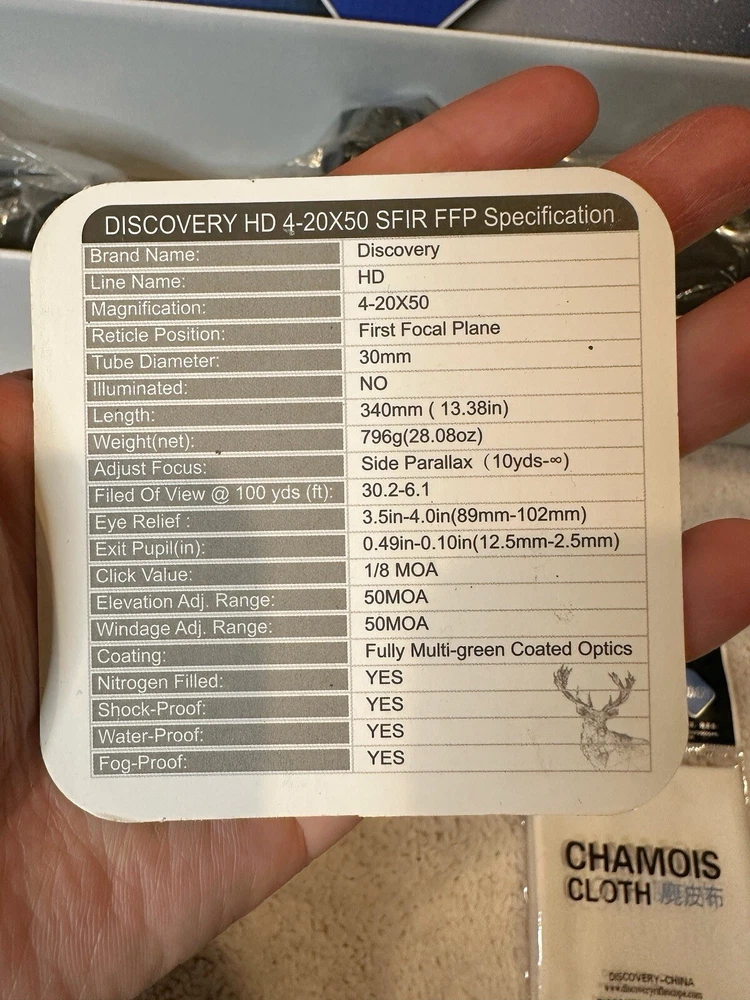 DISCOVERY HD 4-20X50 SFIR FFP Specification
Brand Name: Discovery
Line Name: HD
Magnification: 4-20X50
Reticle Position: First Focal Plane
Tube Diameter: 30mm
Illuminated: NO
Length: 340mm ( 13.38in)
Weight(net): 796g(28.08oz)
Adjust Focus: Side Parallax（10yds-∞)
Filed Of View @ 100 yds (ft): 30.2-6.1
Eye Relief : 3.5in-4.0in(89mm-102mm)
Exit Pupil(in): 0.49in-0.10in(12.5mm-2.5mm)
Click Value: 1/8 MOA
Elevation Adj. Range: 50MOA
Windage Adj. Range: 50MOA
Coating: Fully Multi-green Coated Optics
Nitrogen Filled: YES
Shock-Proof: YES
Water-Proof: YES
Fog-Proof: YES
CHAMOIS
CLOTH 麂皮布
DISCOVERY-CHINA
www.discoveryriflescope.com